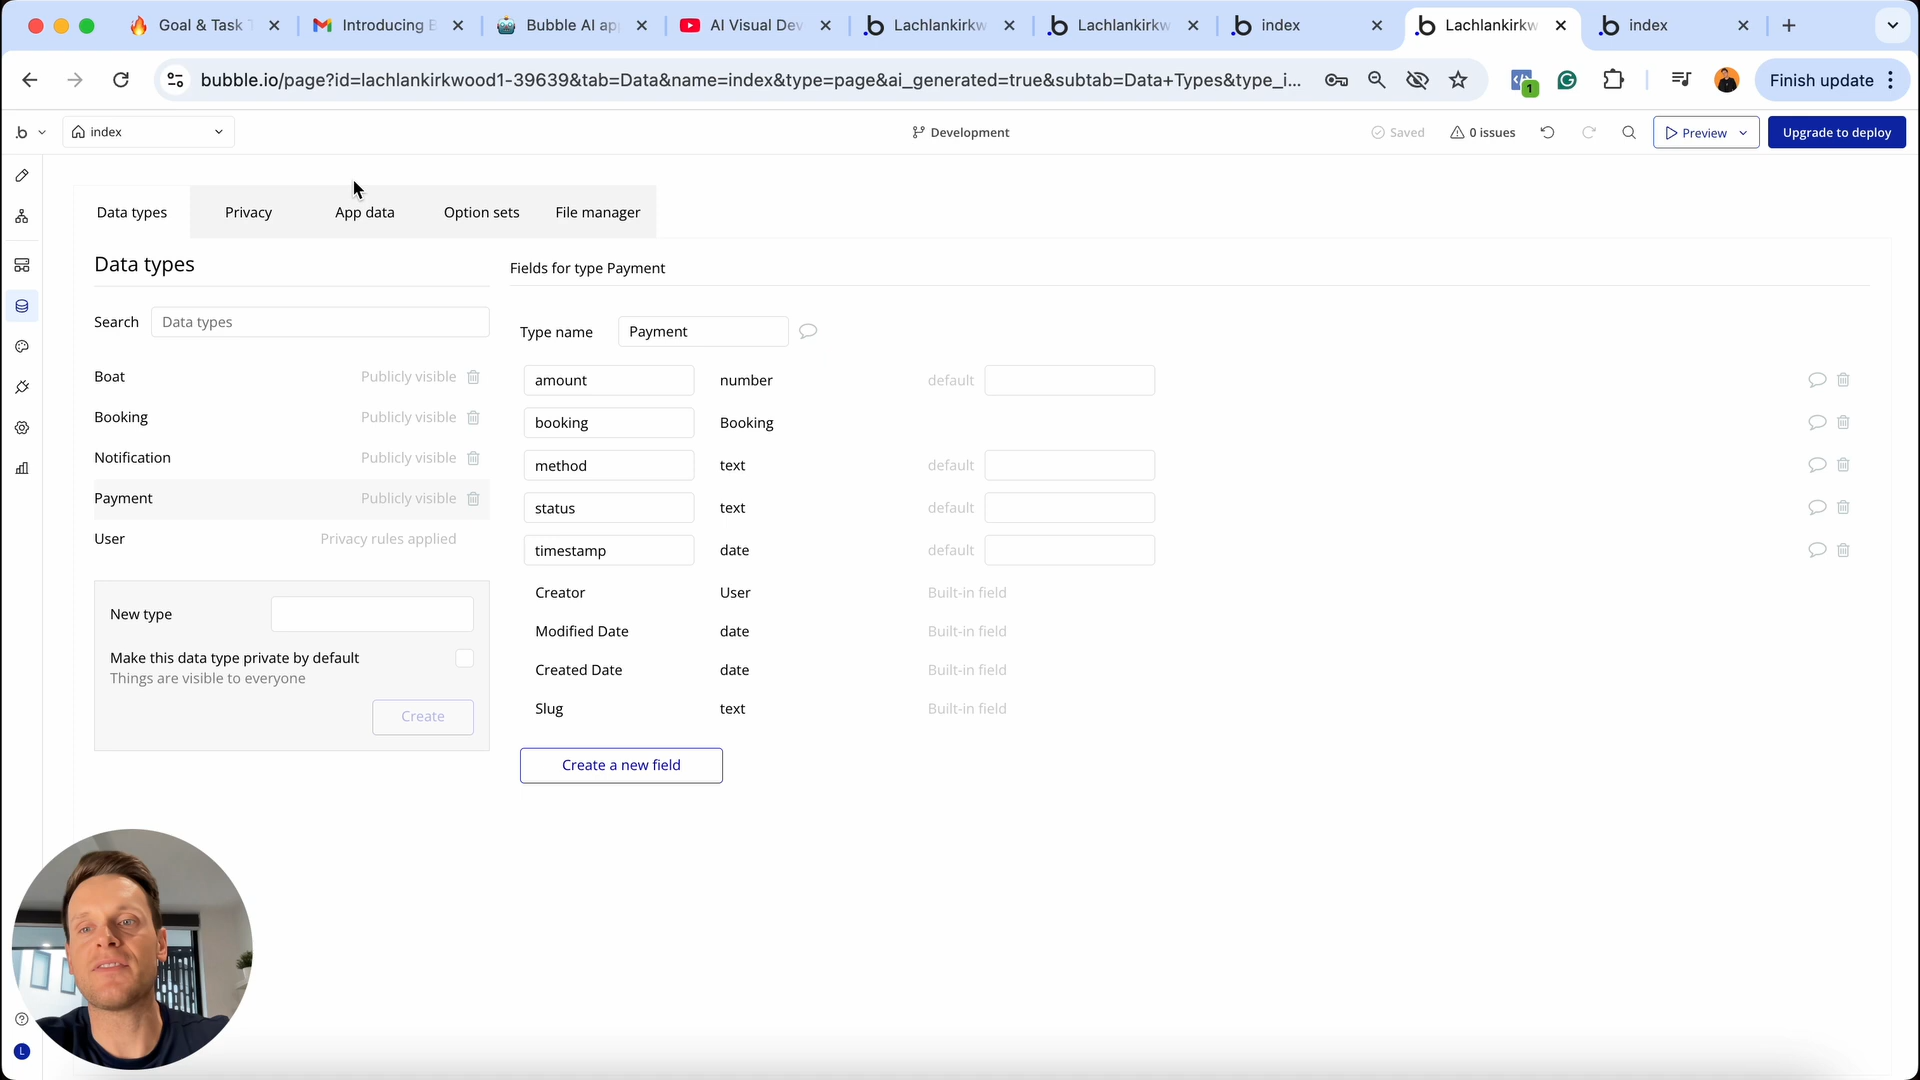 Goal & Task T
Introducing B
Bubble AI ap
AI Visual Dev
Lachlankirkw
Lachlankirkw
index
Lachlankirkw
index
bubble.io/page?id=lachlankirkwood1-39639&tab=Data&name=index&type=page&ai_generated=true&subtab=Data+Types&type_i...
1
Finish update
.b
index
Development
Saved
0 issues
Preview
Upgrade to deploy
Data types
Privacy
App data
Option sets
File manager
Data types
Search
Data types
Boat
Publicly visible
Booking
Publicly visible
Notification
Publicly visible
Payment
Publicly visible
User
Privacy rules applied
New type
Make this data type private by default
Things are visible to everyone
Create
Fields for type Payment
Type name
Payment
amount
number
default
booking
Booking
method
text
default
status
text
default
timestamp
date
default
Creator
User
Built-in field
Modified Date
date
Built-in field
Created Date
date
Built-in field
Slug
text
Built-in field
Create a new field
L